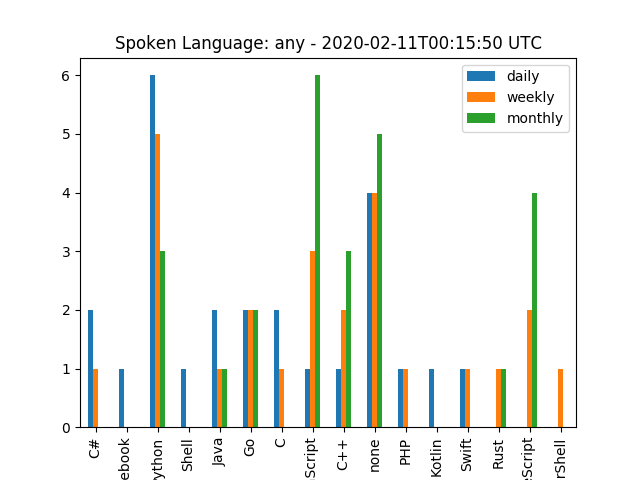 Spoken Language: any - 2020-02-11T00:15:50 UTC
daily
weekly
monthly
6
5
4
3
2
1
0
C#
ebook
ython
Shell
Java
Go
C
Script
C++
none
PHP
Kotlin
Swift
Rust
eScript
rShell